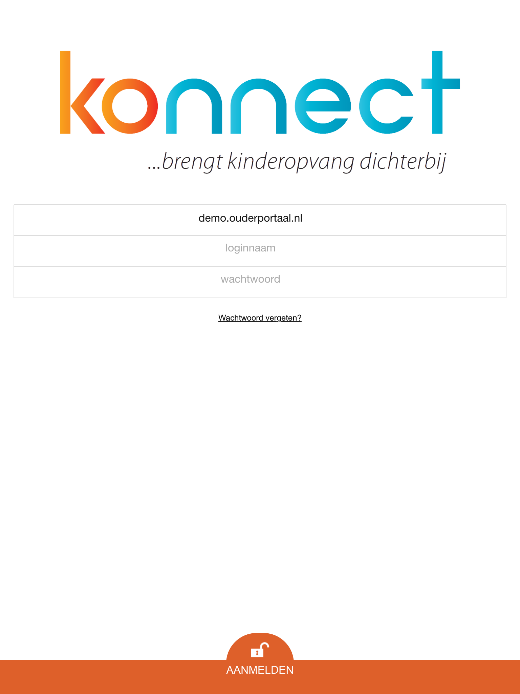 konnect
...brengt kinderopvang dichterbij
demo.ouderportaal.nl
loginnaam
wachtwoord
Wachtwoord vergeten?
AANMELDEN